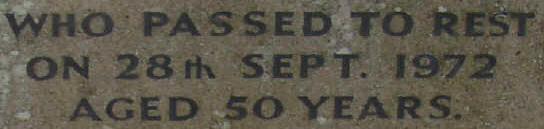 WHO PASSED TO REST
ON 28th SEPT. 1972
AGED 50 YEARS.